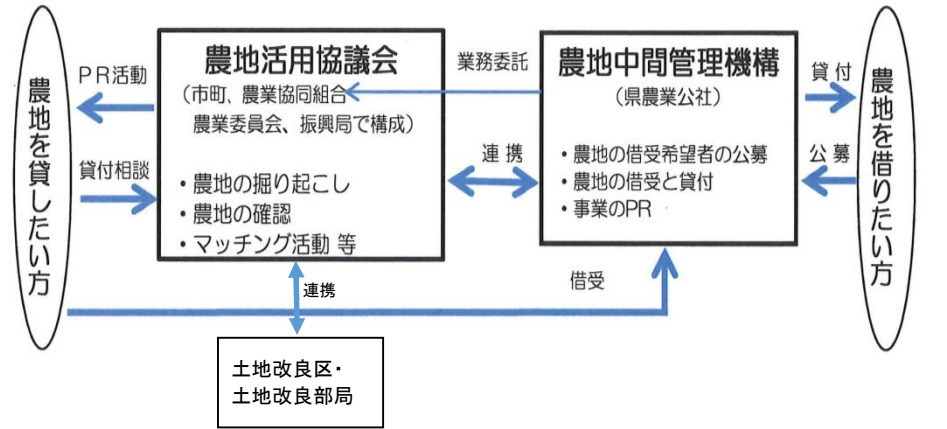 農地を貸したい方
PR活動
貸付相談
農地活用協議会
(市町、農業協同組合
農業委員会、振興局で構成)
・農地の掘り起こし
・農地の確認
・マッチング活動 等
業務委託
連携
農地中間管理機構
(県農業公社)
・農地の借受希望者の公募
・農地の借受と貸付
・事業のPR
貸付
公募
農地を借りたい方
連携
借受
土地改良区・
土地改良部局